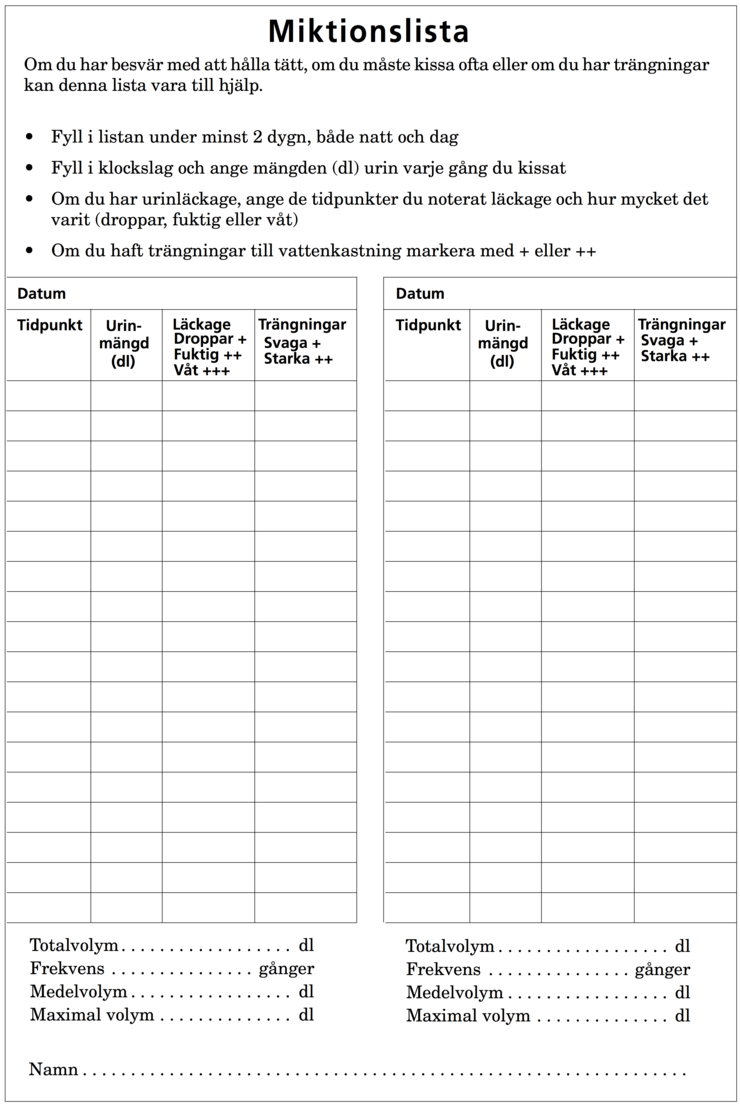 Miktionslista
Om du har besvär med att hålla tätt, om du måste kissa ofta eller om du har trängningar
kan denna lista vara till hjälp.
• Fyll i listan under minst 2 dygn, både natt och dag
• Fyll i klockslag och ange mängden (dl) urin varje gång du kissat
• Om du har urinläckage, ange de tidpunkter du noterat läckage och hur mycket det
varit (droppar, fuktig eller våt)
• Om du haft trängningar till vattenkastning markera med + eller ++
Datum
Tidpunkt
Urin-
mängd
(dl)
Läckage
Droppar +
Fuktig ++
Våt +++
Trängningar
Svaga +
Starka ++
Datum
Tidpunkt
Urin-
mängd
(dl)
Läckage
Droppar +
Fuktig ++
Våt +++
Trängningar
Svaga +
Starka ++
Totalvolym . . . . . . . . . . . . . . . . . . dl
Frekvens . . . . . . . . . . . . . . . gånger
Medelvolym . . . . . . . . . . . . . . . . . dl
Maximal volym . . . . . . . . . . . . . . dl
Totalvolym . . . . . . . . . . . . . . . . . . dl
Frekvens . . . . . . . . . . . . . . . gånger
Medelvolym . . . . . . . . . . . . . . . . . dl
Maximal volym . . . . . . . . . . . . . . dl
Namn . . . . . . . . . . . . . . . . . . . . . . . . . . . . . . . . . . . . . . . . . . . . . . . . . . . . . . . . . . . . . . .